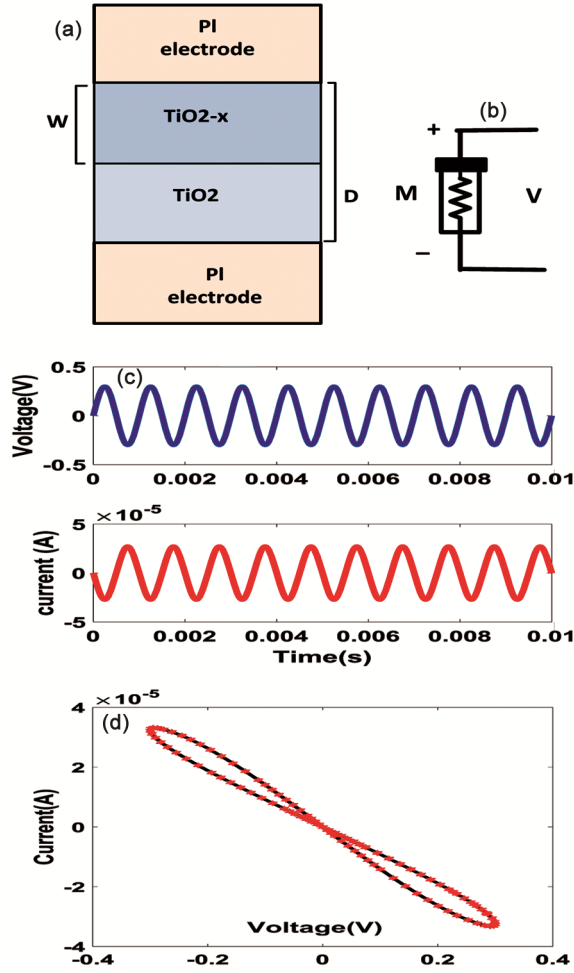 (a)
Pl
electrode
W
TiO2-x
TiO2
D
Pl
electrode
(b)
+
M
V
−
(c)
Voltage(V)
0.5
0
-0.5
0 0.002 0.004 0.006 0.008 0.01
×10⁻⁵
current (A)
5
0
-5
0 0.002 0.004 0.006 0.008 0.01
Time(s)
×10⁻⁵
(d)
Current(A)
4
2
0
-2
-4
Voltage(V)
-0.4 -0.2 0 0.2 0.4